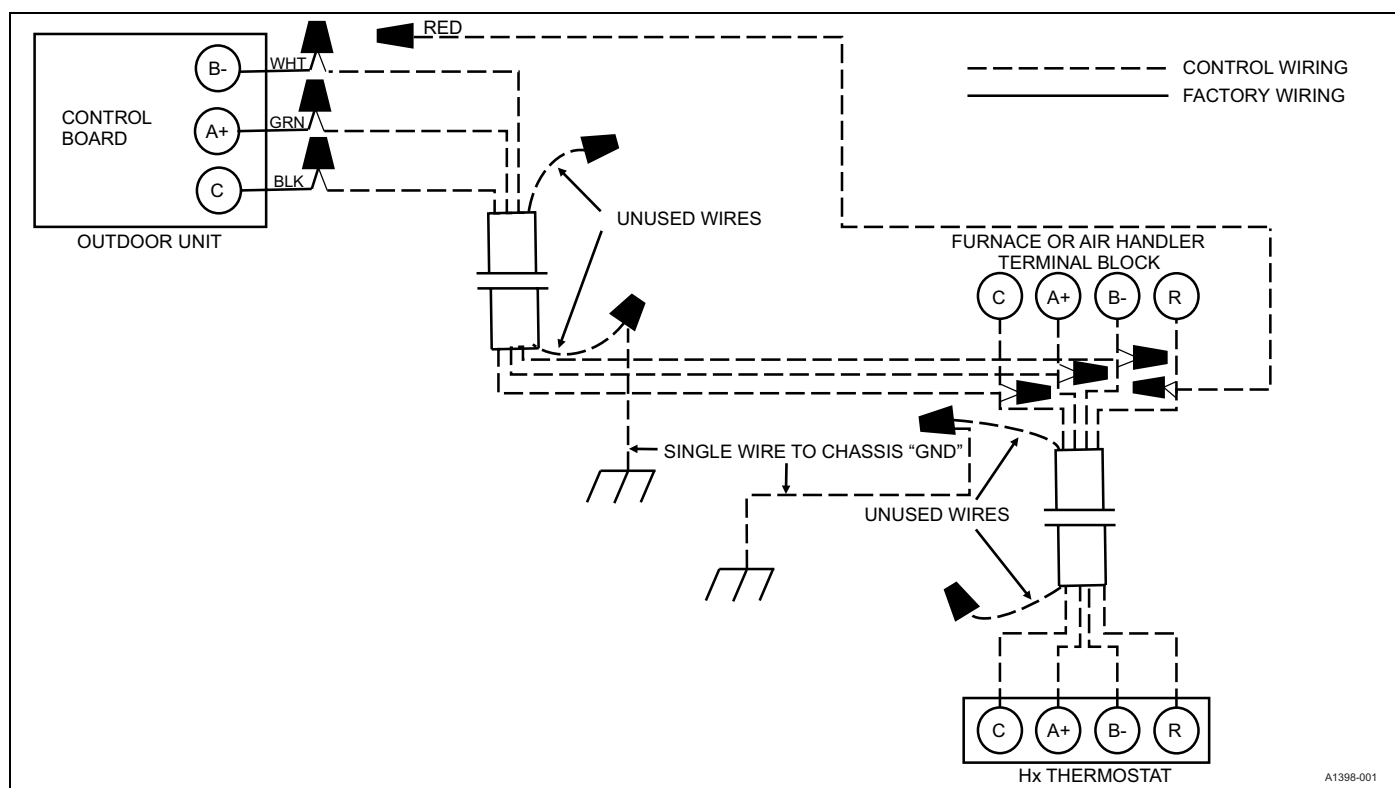 RED
B-
WHT
CONTROL WIRING
FACTORY WIRING
CONTROL
BOARD
A+
GRN
C
BLK
OUTDOOR UNIT
UNUSED WIRES
FURNACE OR AIR HANDLER
TERMINAL BLOCK
C A+ B- R
SINGLE WIRE TO CHASSIS “GND”
UNUSED WIRES
C A+ B- R
Hx THERMOSTAT
A1398-001